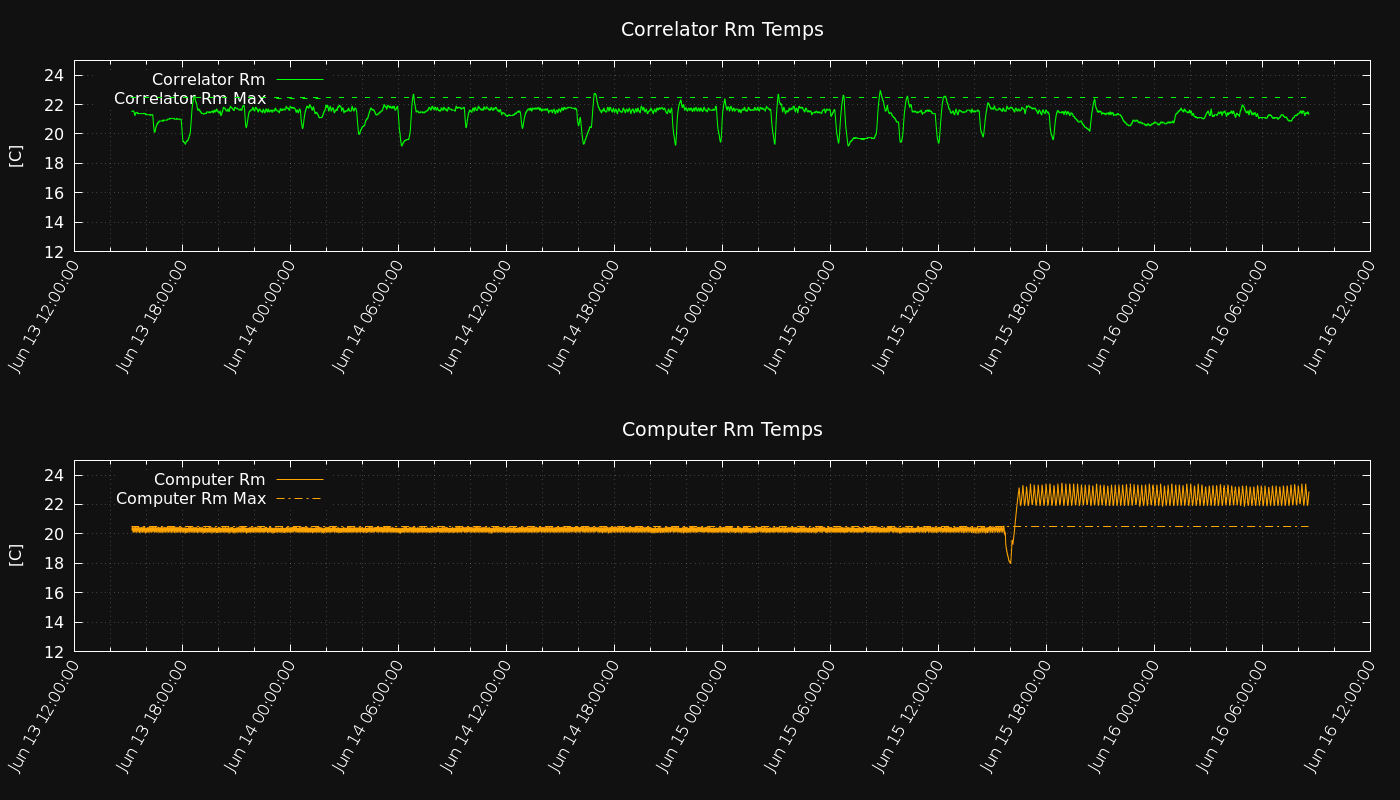 Correlator Rm Temps
Correlator Rm
Correlator Rm Max
24
22
20
18
16
14
12
[C]
Jun 13 12:00:00
Jun 13 18:00:00
Jun 14 00:00:00
Jun 14 06:00:00
Jun 14 12:00:00
Jun 14 18:00:00
Jun 15 00:00:00
Jun 15 06:00:00
Jun 15 12:00:00
Jun 15 18:00:00
Jun 16 00:00:00
Jun 16 06:00:00
Jun 16 12:00:00
Computer Rm Temps
Computer Rm
Computer Rm Max
24
22
20
18
16
14
12
[C]
Jun 13 12:00:00
Jun 13 18:00:00
Jun 14 00:00:00
Jun 14 06:00:00
Jun 14 12:00:00
Jun 14 18:00:00
Jun 15 00:00:00
Jun 15 06:00:00
Jun 15 12:00:00
Jun 15 18:00:00
Jun 16 00:00:00
Jun 16 06:00:00
Jun 16 12:00:00